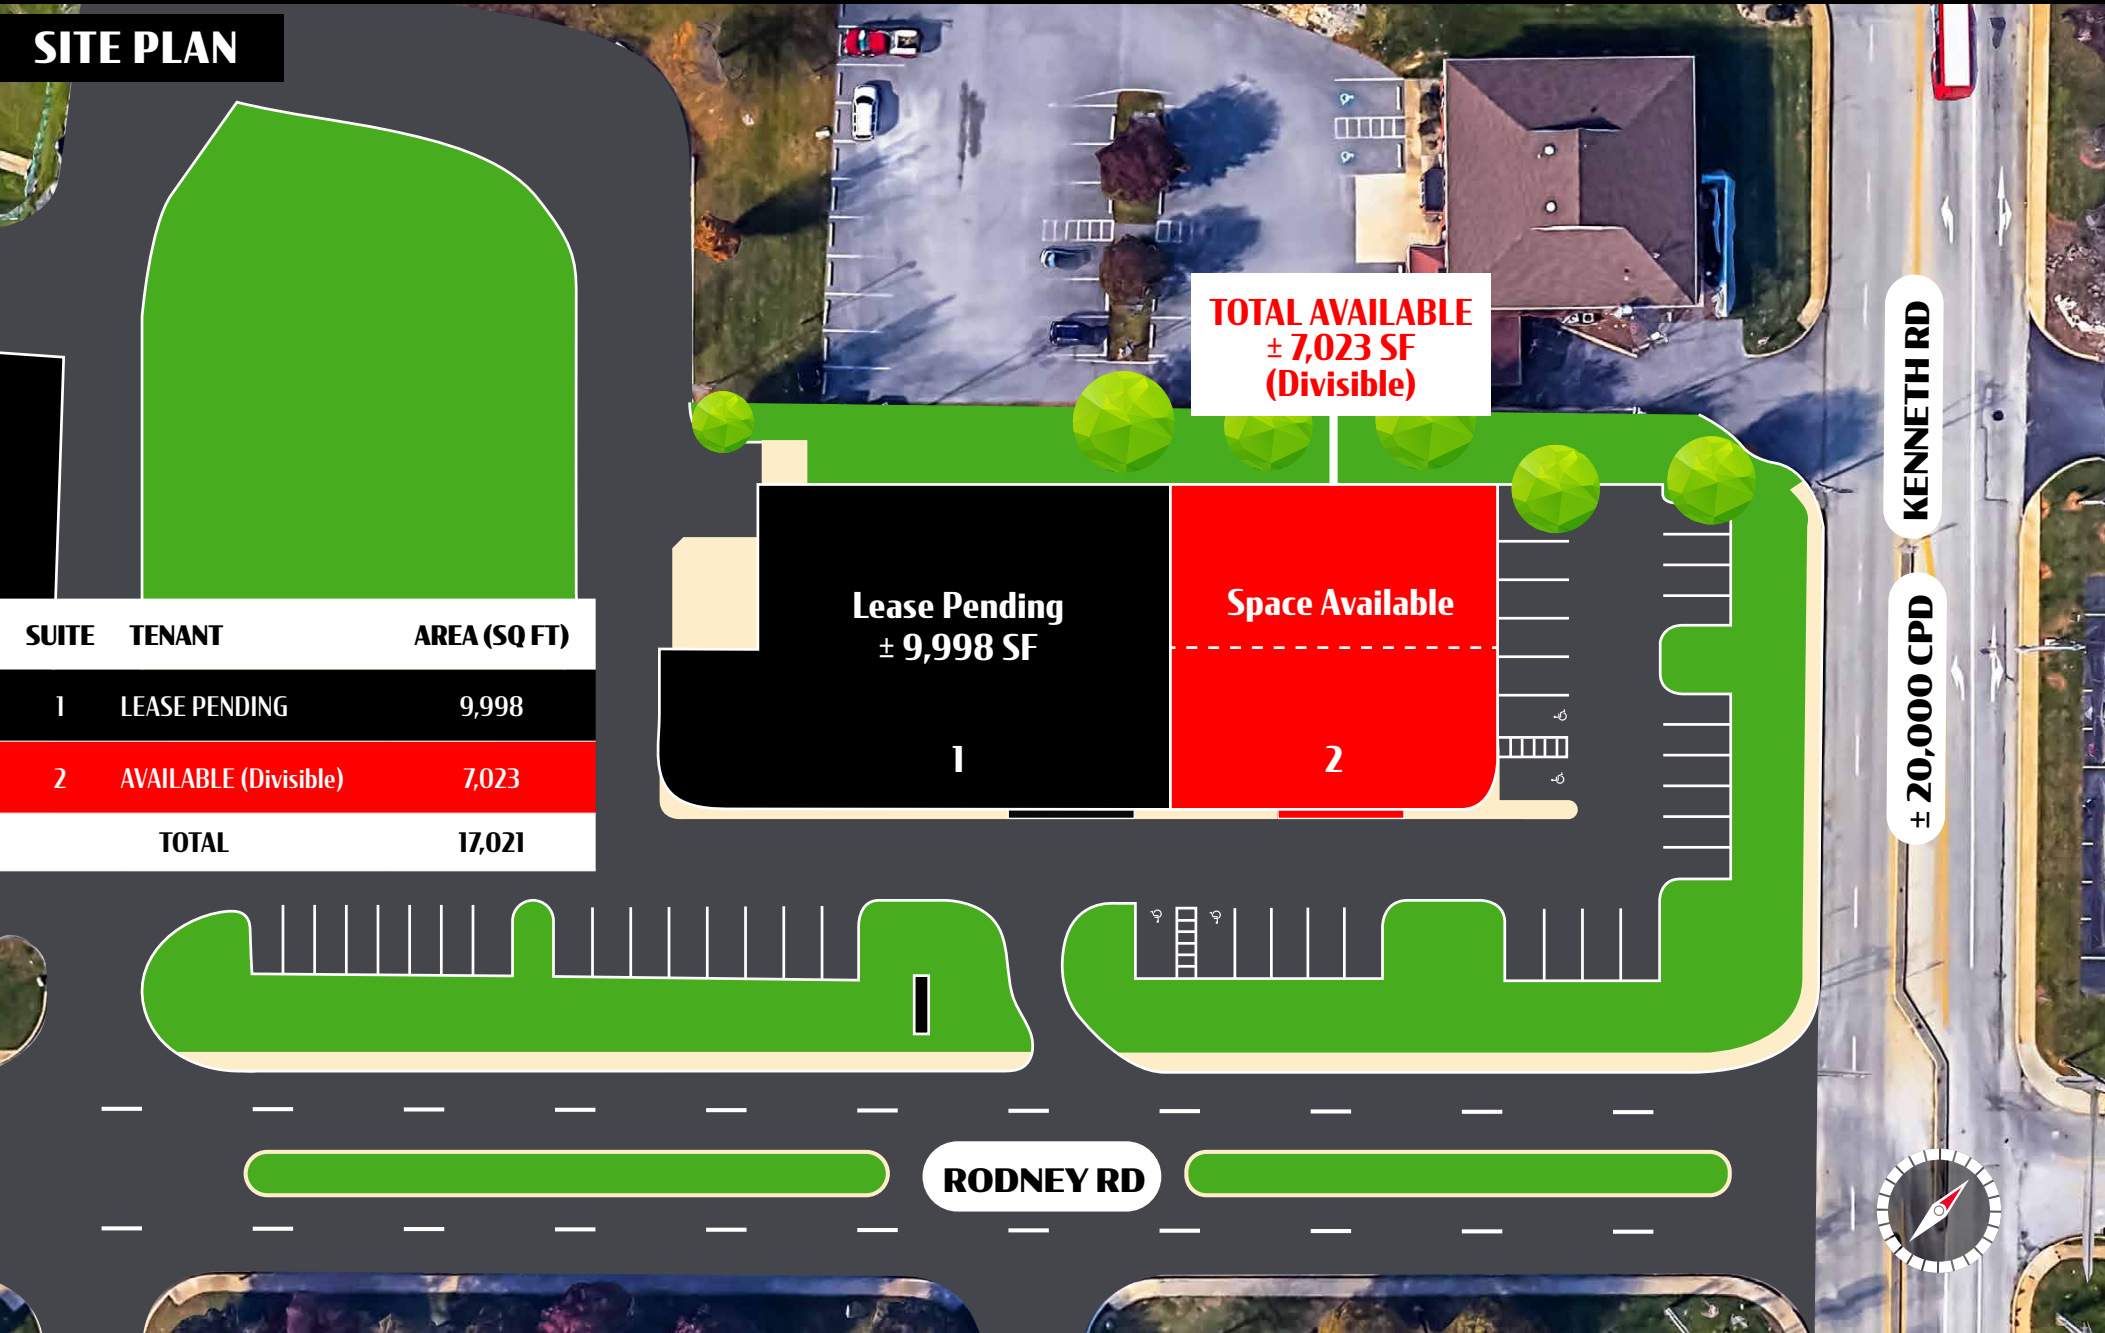 SITE PLAN
TOTAL AVAILABLE
± 7,023 SF
(Divisible)
KENNETH RD
± 20,000 CPD
Lease Pending
± 9,998 SF
1
Space Available
2
SUITE TENANT AREA (SQ FT)
1 LEASE PENDING 9,998
2 AVAILABLE (Divisible) 7,023
TOTAL 17,021
RODNEY RD